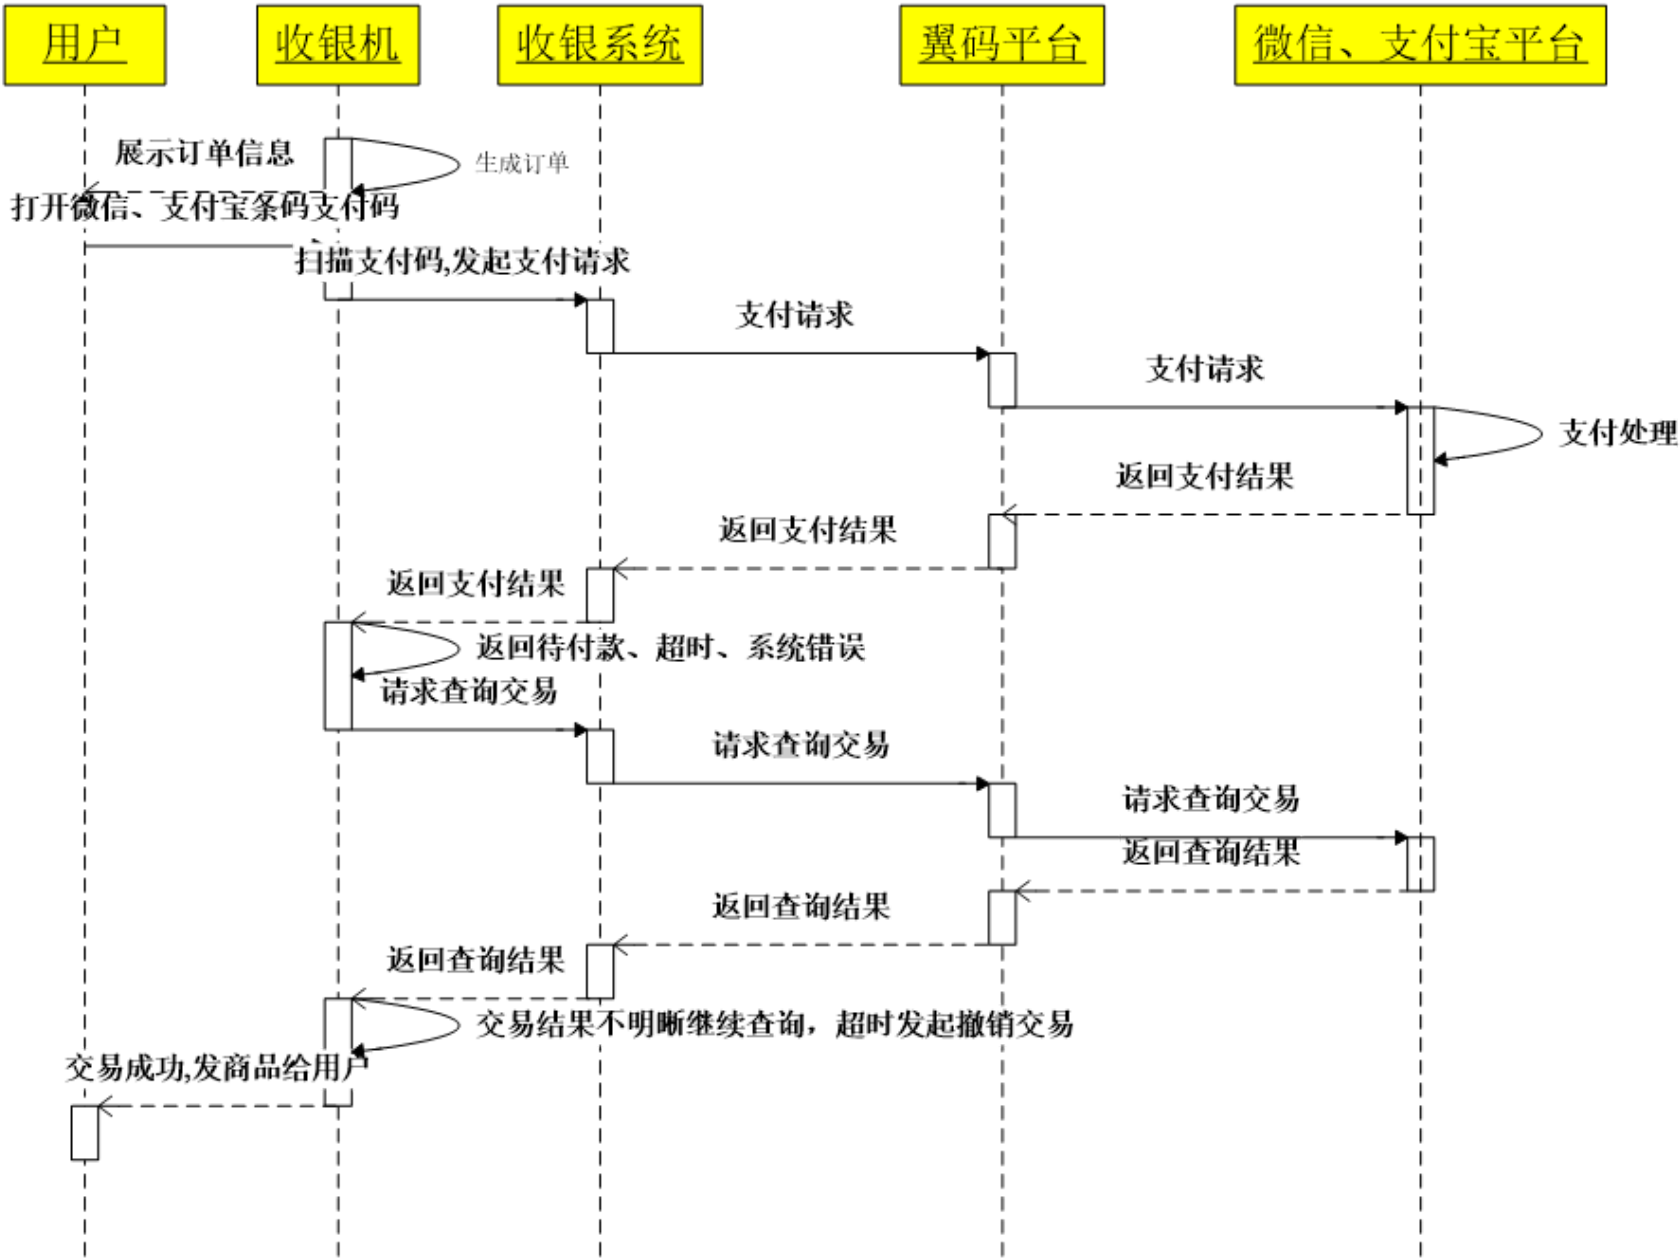 用户
收银机
收银系统
翼码平台
微信、支付宝平台
展示订单信息
生成订单
打开微信、支付宝条码支付码
扫描支付码,发起支付请求
支付请求
支付请求
支付处理
返回支付结果
返回支付结果
返回支付结果
返回待付款、超时、系统错误
请求查询交易
请求查询交易
请求查询交易
返回查询结果
返回查询结果
返回查询结果
交易结果不明晰继续查询，超时发起撤销交易
交易成功,发商品给用户